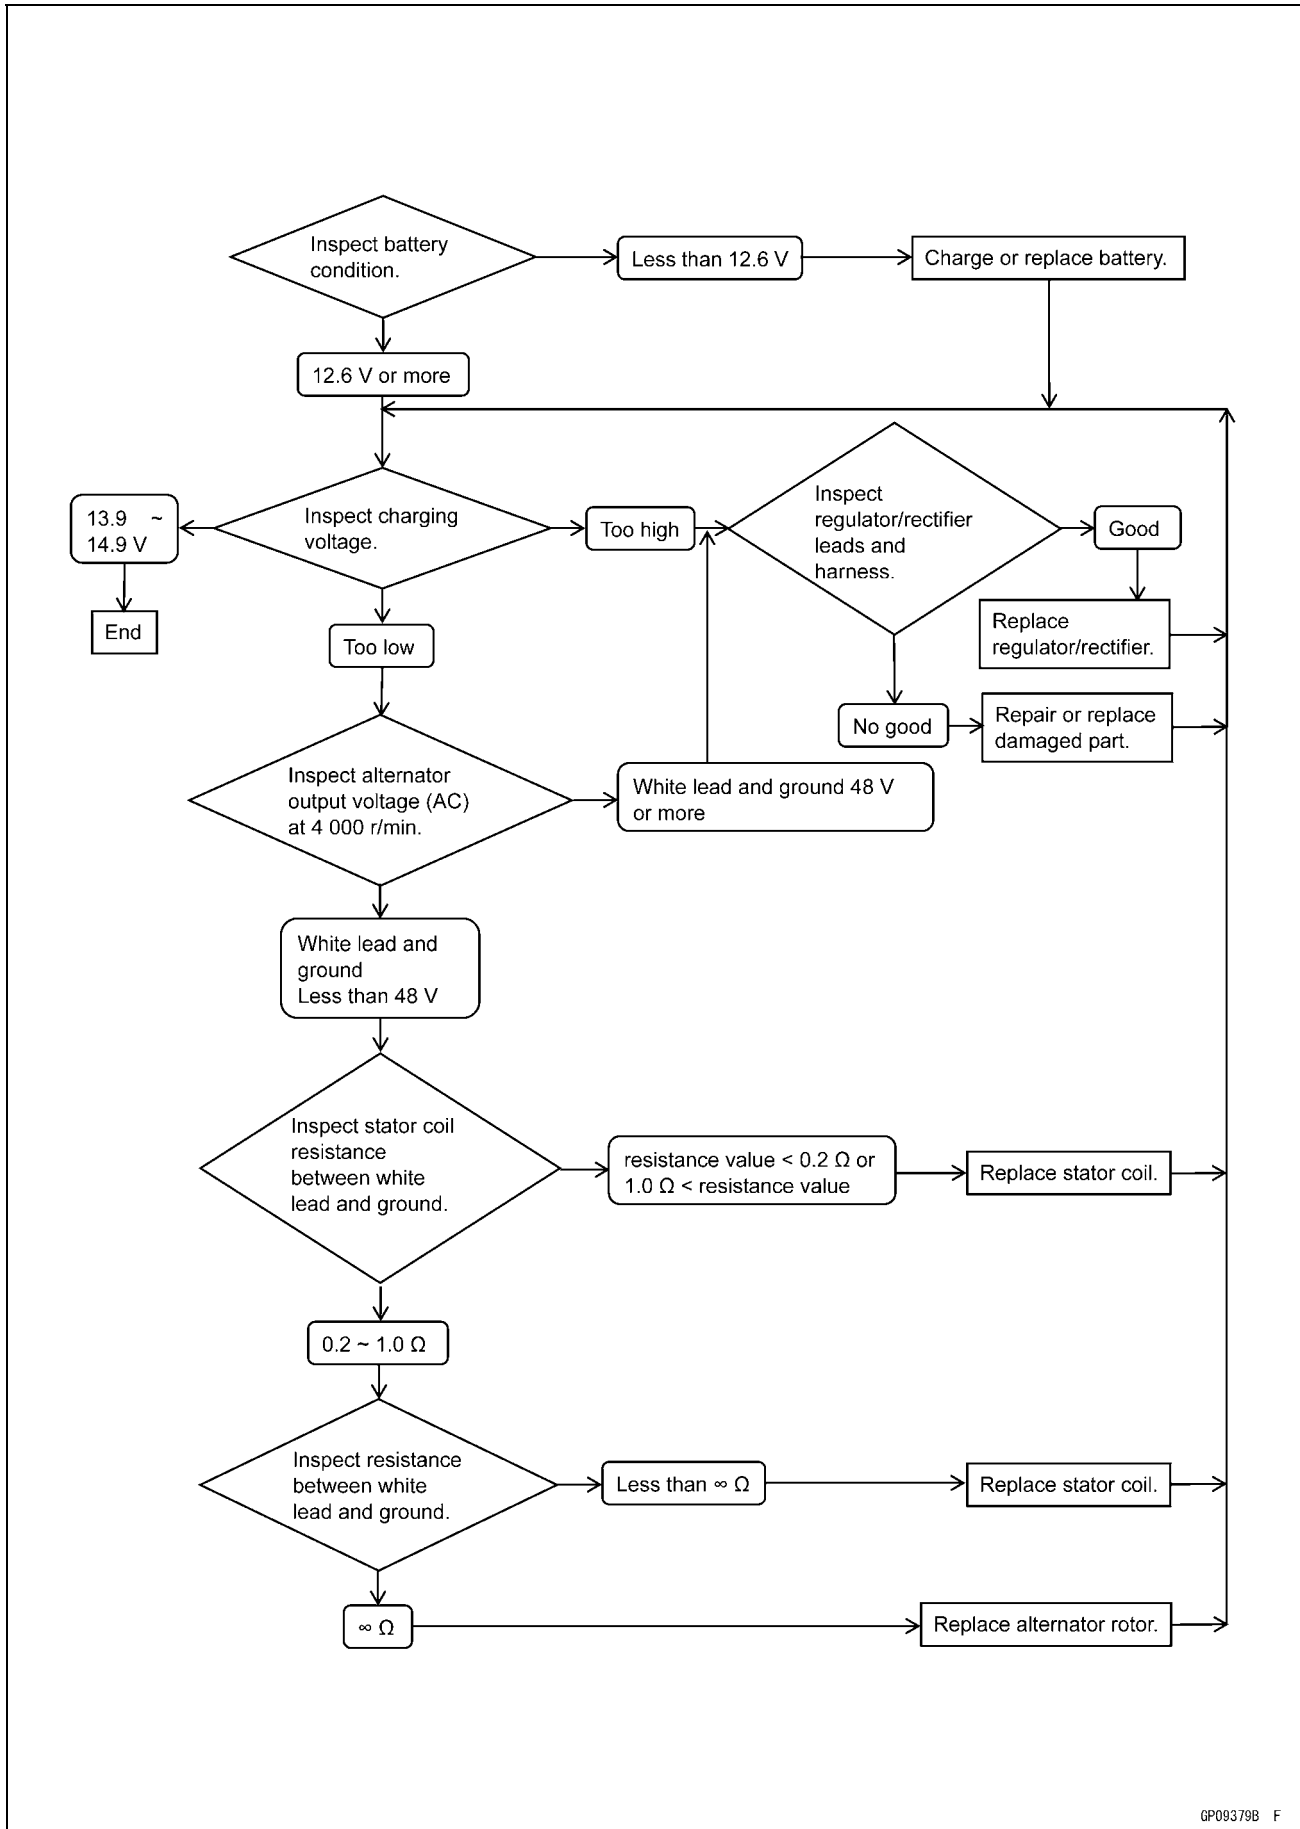 Inspect battery
condition.
Less than 12.6 V
Charge or replace battery.
12.6 V or more
13.9 ~
14.9 V
Inspect charging
voltage.
Too high
Inspect
regulator/rectifier
leads and
harness.
Good
End
Too low
Replace
regulator/rectifier.
No good
Repair or replace
damaged part.
Inspect alternator
output voltage (AC)
at 4 000 r/min.
White lead and ground 48 V
or more
White lead and
ground
Less than 48 V
Inspect stator coil
resistance
between white
lead and ground.
resistance value < 0.2 Ω or
1.0 Ω < resistance value
Replace stator coil.
0.2 ~ 1.0 Ω
Inspect resistance
between white
lead and ground.
Less than ∞ Ω
Replace stator coil.
∞ Ω
Replace alternator rotor.
GP09379B F